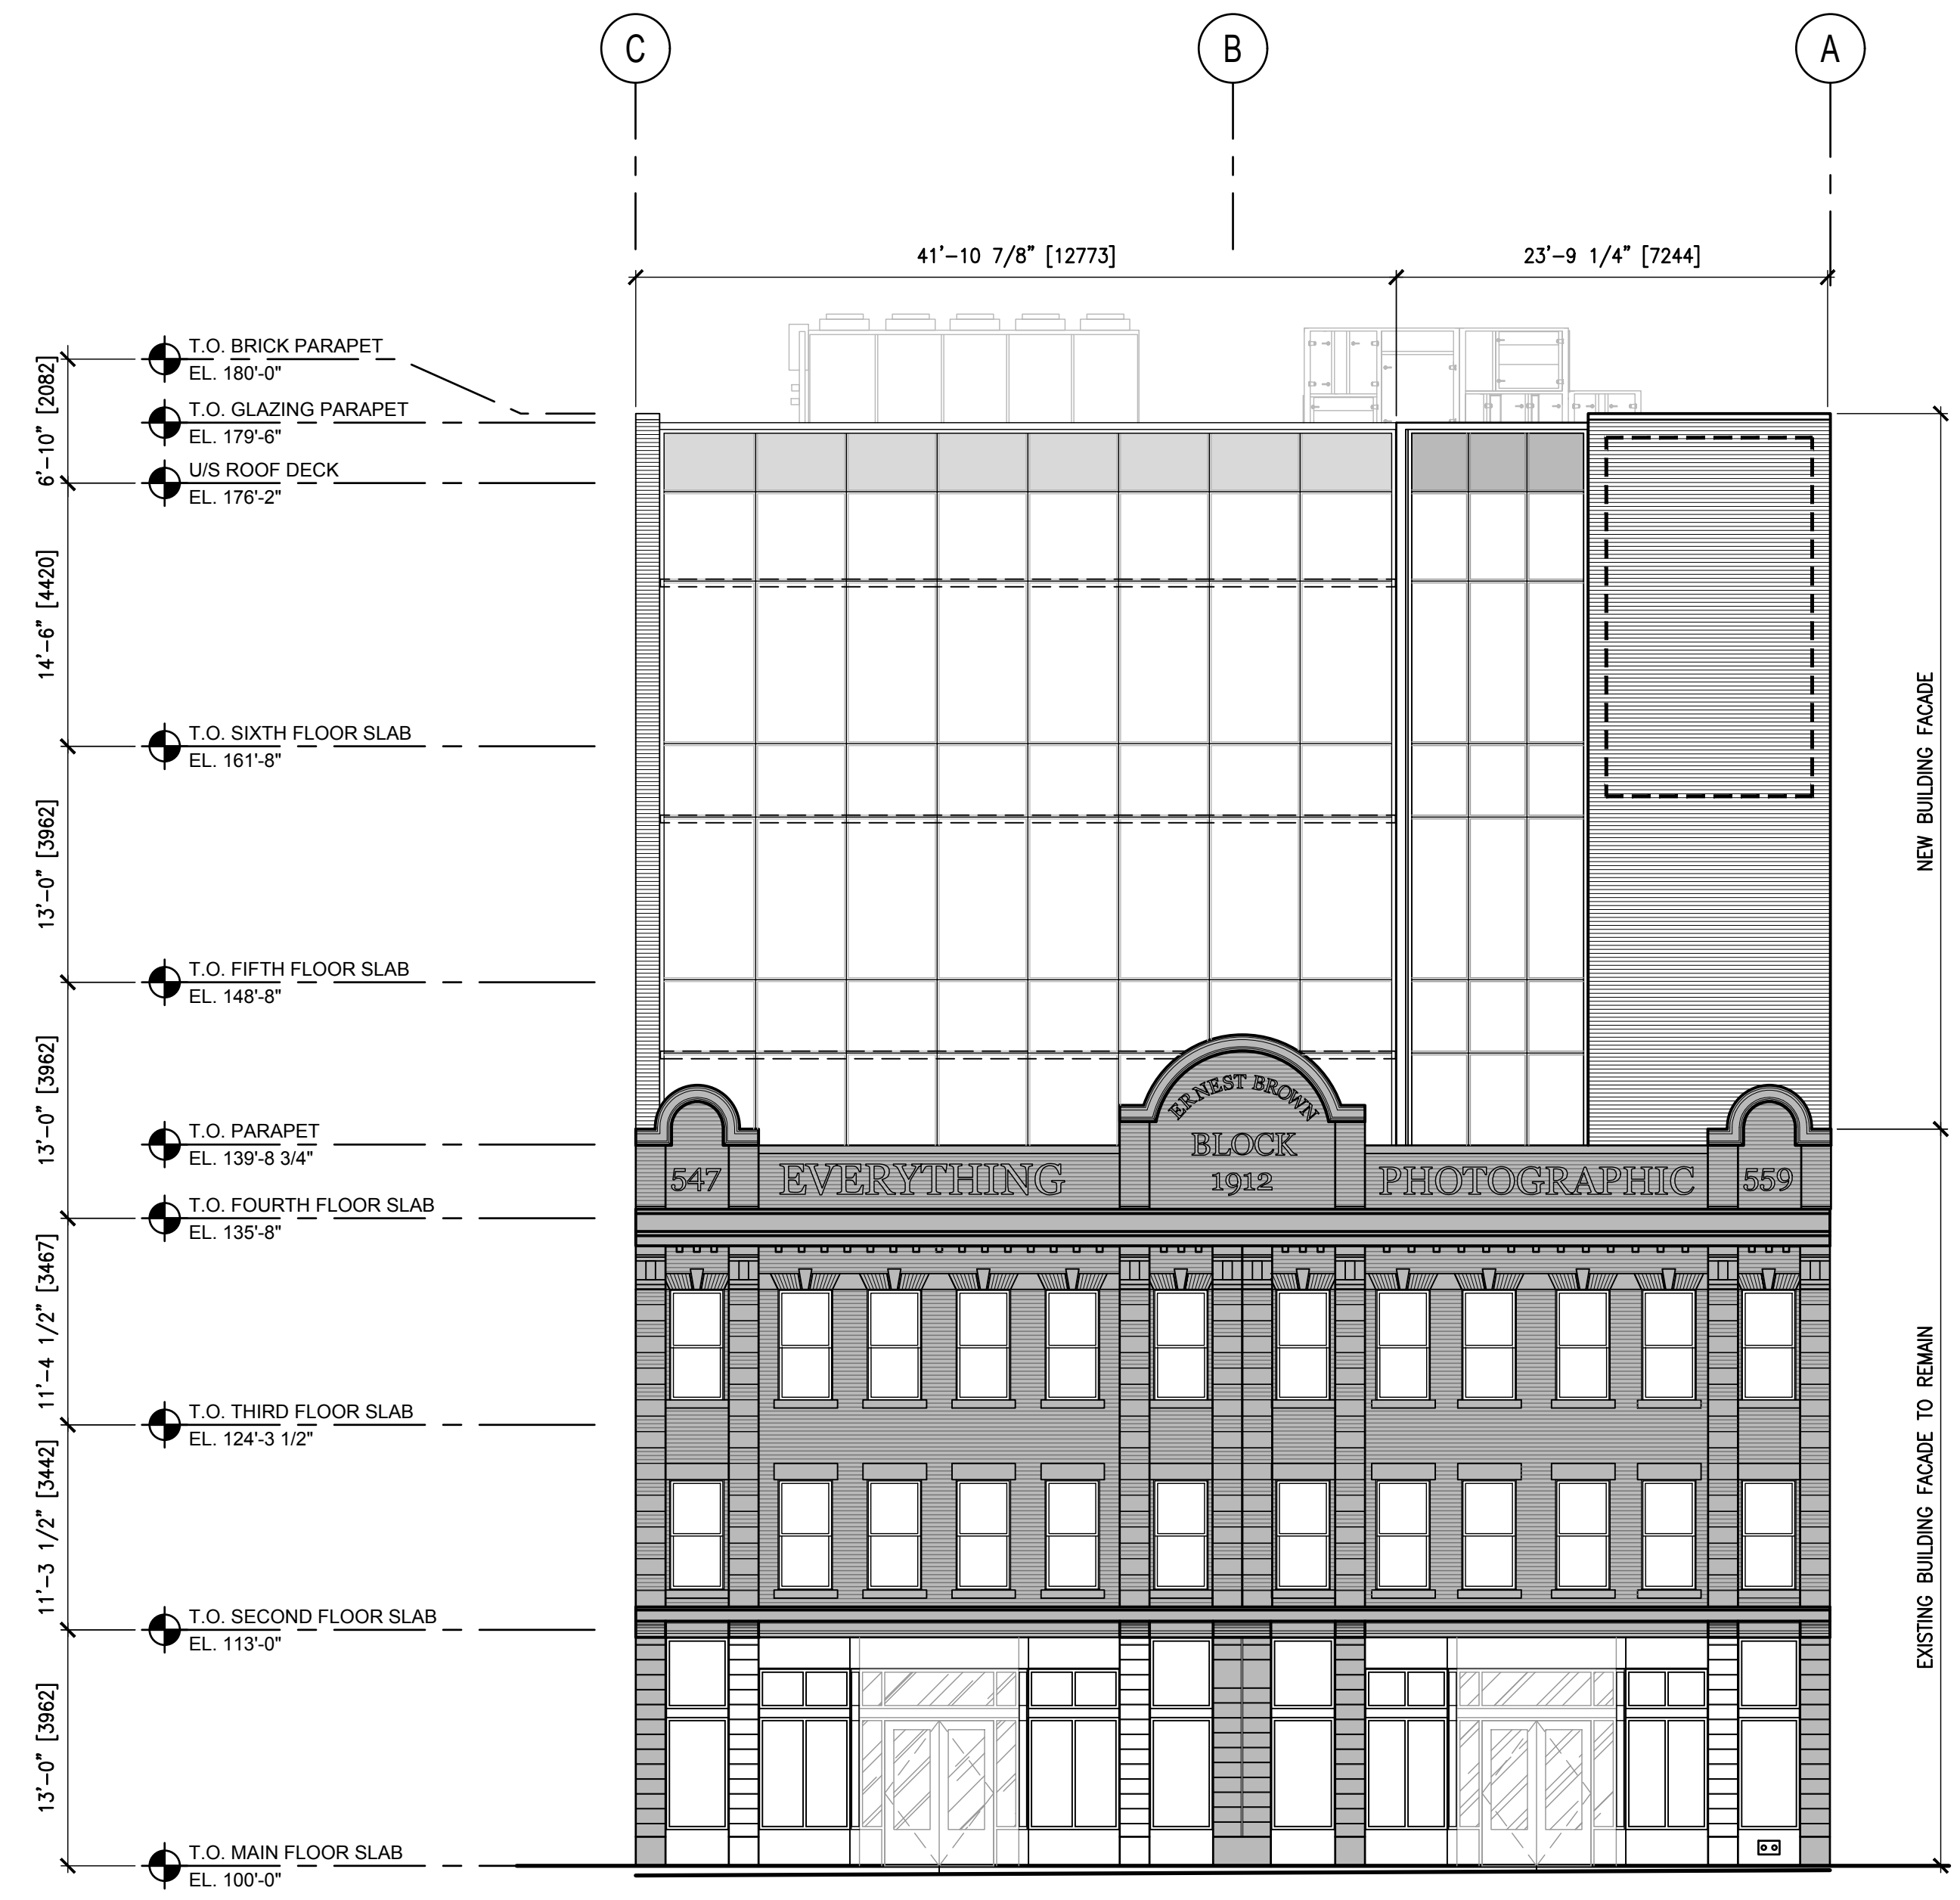 C
B
A
41'-10 7/8" [12773]
23'-9 1/4" [7244]
T.O. BRICK PARAPET
EL. 180'-0"
6'-10" [2082]
T.O. GLAZING PARAPET
EL. 179'-6"
U/S ROOF DECK
EL. 176'-2"
14'-6" [4420]
T.O. SIXTH FLOOR SLAB
EL. 161'-8"
NEW BUILDING FACADE
13'-0" [3962]
T.O. FIFTH FLOOR SLAB
EL. 148'-8"
13'-0" [3962]
T.O. PARAPET
EL. 139'-8 3/4"
ERNEST BROWN
BLOCK
1912
547
EVERYTHING
PHOTOGRAPHIC
559
T.O. FOURTH FLOOR SLAB
EL. 135'-8"
11'-4 1/2" [3467]
T.O. THIRD FLOOR SLAB
EL. 124'-3 1/2"
11'-3 1/2" [3442]
EXISTING BUILDING FACADE TO REMAIN
T.O. SECOND FLOOR SLAB
EL. 113'-0"
13'-0" [3962]
T.O. MAIN FLOOR SLAB
EL. 100'-0"